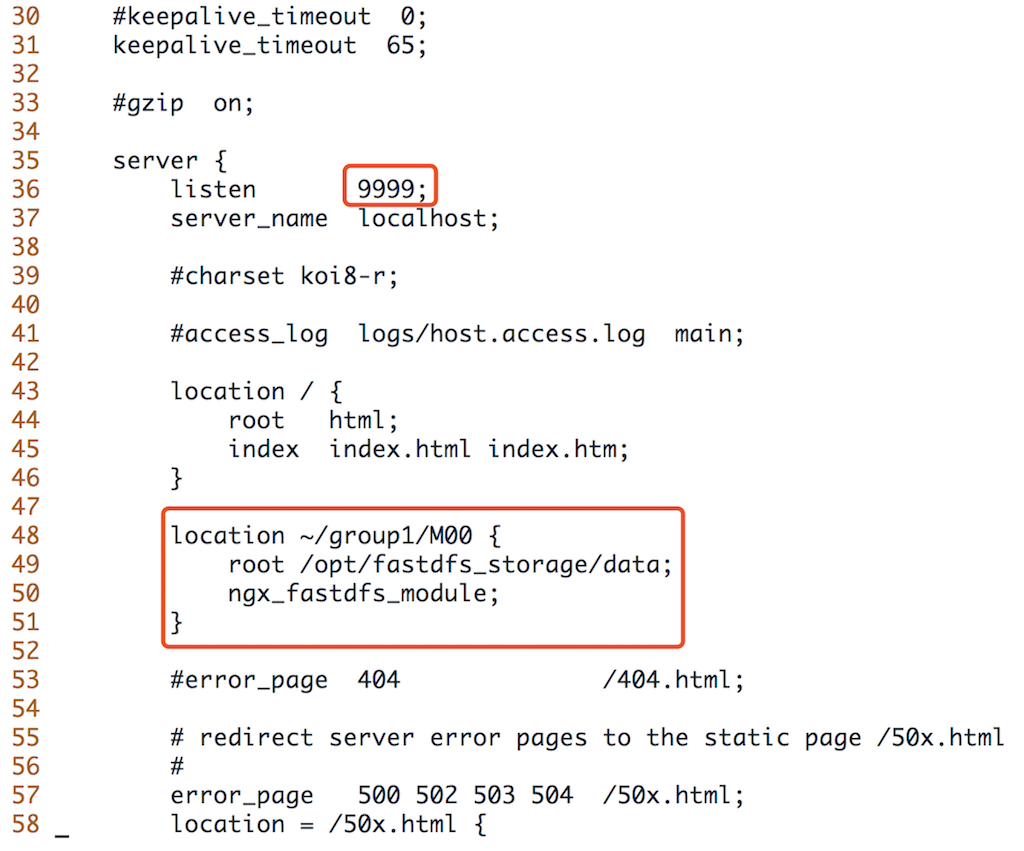 30     #keepalive_timeout  0;
31     keepalive_timeout  65;
32
33     #gzip  on;
34
35     server {
36         listen       9999;
37         server_name  localhost;
38
39         #charset koi8-r;
40
41         #access_log  logs/host.access.log  main;
42
43         location / {
44             root   html;
45             index  index.html index.htm;
46         }
47
48         location ~/group1/M00 {
49             root /opt/fastdfs_storage/data;
50             ngx_fastdfs_module;
51         }
52
53         #error_page  404              /404.html;
54
55         # redirect server error pages to the static page /50x.html
56         #
57         error_page   500 502 503 504  /50x.html;
58 _       location = /50x.html {